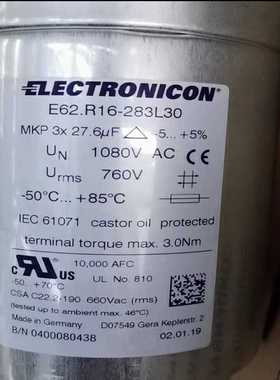 ELECTRONICON
E62.R16-283L30
MKP 3x 27.6µF △ -5...+5%
UN 1080V AC CE
Urms 760V
-50°C... +85°C
IEC 61071 castor oil protected
terminal torque max. 3.0Nm
c RU US 10,000 AFC
-50...+70°C UL No. 810
CSA C22.2-190 660Vac (rms)
(tested up to ambient max. 46°C)
Made in Germany D07549 Gera Keplerstr. 2
B/N 0400080438 02.01.19